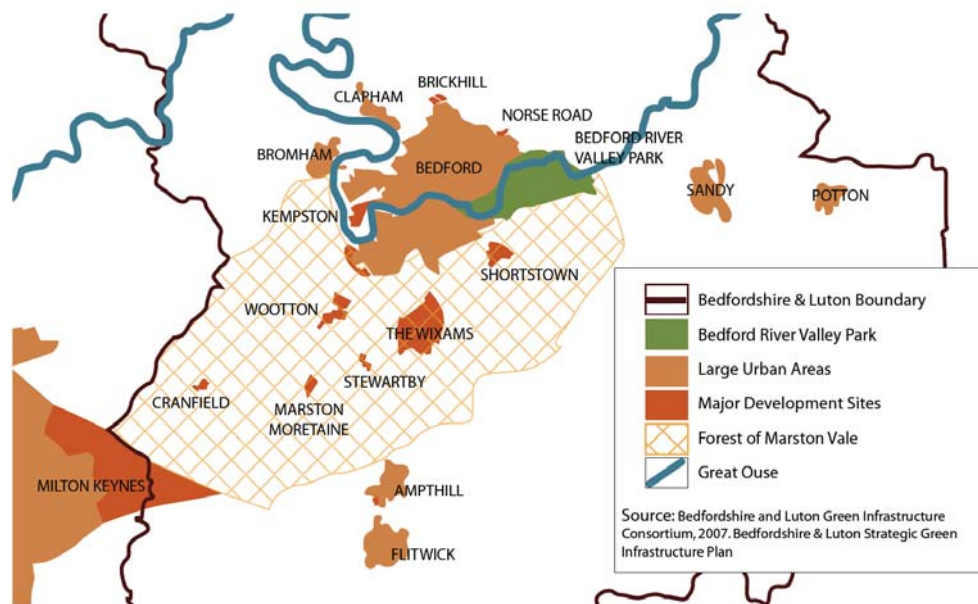 BRICKHILL
CLAPHAM
NORSE ROAD
BEDFORD RIVER
VALLEY PARK
BROMHAM
BEDFORD
SANDY
POTTON
KEMPSTON
SHORTSTOWN
WOOTTON
THE WIXAMS
STEWARTBY
CRANFIELD
MARSTON
MORETAINE
MILTON KEYNES
AMPTHILL
FLITWICK
Bedfordshire & Luton Boundary
Bedford River Valley Park
Large Urban Areas
Major Development Sites
Forest of Marston Vale
Great Ouse
Source: Bedfordshire and Luton Green Infrastructure
Consortium, 2007. Bedfordshire & Luton Strategic Green
Infrastructure Plan